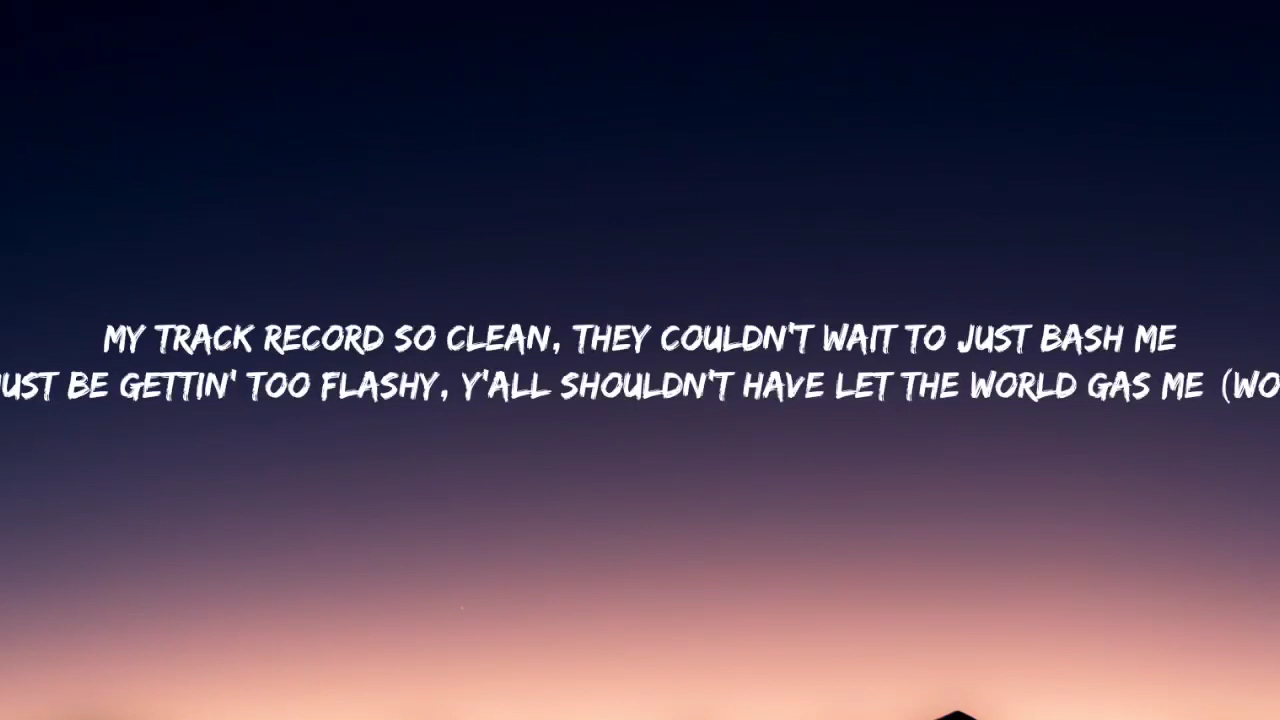 MY TRACK RECORD SO CLEAN, THEY COULDN'T WAIT TO JUST BASH ME
BE GETTIN' TOO FLASHY, Y'ALL SHOULDN'T HAVE LET THE WORLD GAS ME